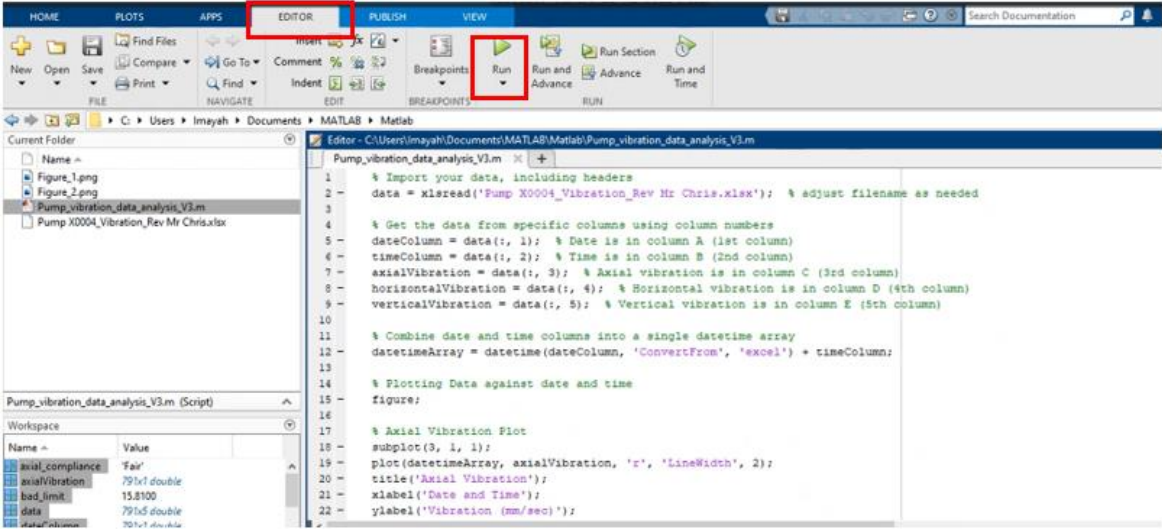 HOME PLOTS APPS EDITOR PUBLISH VIEW
Search Documentation
New Open Save Find Files Compare Print
FILE
Go To Find
NAVIGATE
Insert fx
Comment %
Indent
EDIT
Breakpoints
BREAKPOINTS
Run Run and Advance Run Section Advance Run and Time
RUN
C: Users Imayah Documents MATLAB Matlab
Current Folder
Name
Figure_1.png
Figure_2.png
Pump_vibration_data_analysis_V3.m
Pump X0004_Vibration_Rev Mr Chris.xlsx
Pump_vibration_data_analysis_V3.m (Script)
Workspace
Name Value
axial_compliance 'Fair'
axialVibration 791x1 double
bad_limit 15.8100
data 791x5 double
dateColumn 791x1 double
Editor - C:\Users\Imayah\Documents\MATLAB\Matlab\Pump_vibration_data_analysis_V3.m
Pump_vibration_data_analysis_V3.m
1 % Import your data, including headers
2 - data = xlsread('Pump X0004_Vibration_Rev Mr Chris.xlsx'); % adjust filename as needed
3
4 % Get the data from specific columns using column numbers
5 - dateColumn = data(:, 1); % Date is in column A (1st column)
6 - timeColumn = data(:, 2); % Time is in column B (2nd column)
7 - axialVibration = data(:, 3); % Axial vibration is in column C (3rd column)
8 - horizontalVibration = data(:, 4); % Horizontal vibration is in column D (4th column)
9 - verticalVibration = data(:, 5); % Vertical vibration is in column E (5th column)
10
11 % Combine date and time columns into a single datetime array
12 - datetimeArray = datetime(dateColumn, 'ConvertFrom', 'excel') + timeColumn;
13
14 % Plotting Data against date and time
15 - figure;
16
17 % Axial Vibration Plot
18 - subplot(3, 1, 1);
19 - plot(datetimeArray, axialVibration, 'r', 'LineWidth', 2);
20 - title('Axial Vibration');
21 - xlabel('Date and Time');
22 - ylabel('Vibration (mm/sec)');